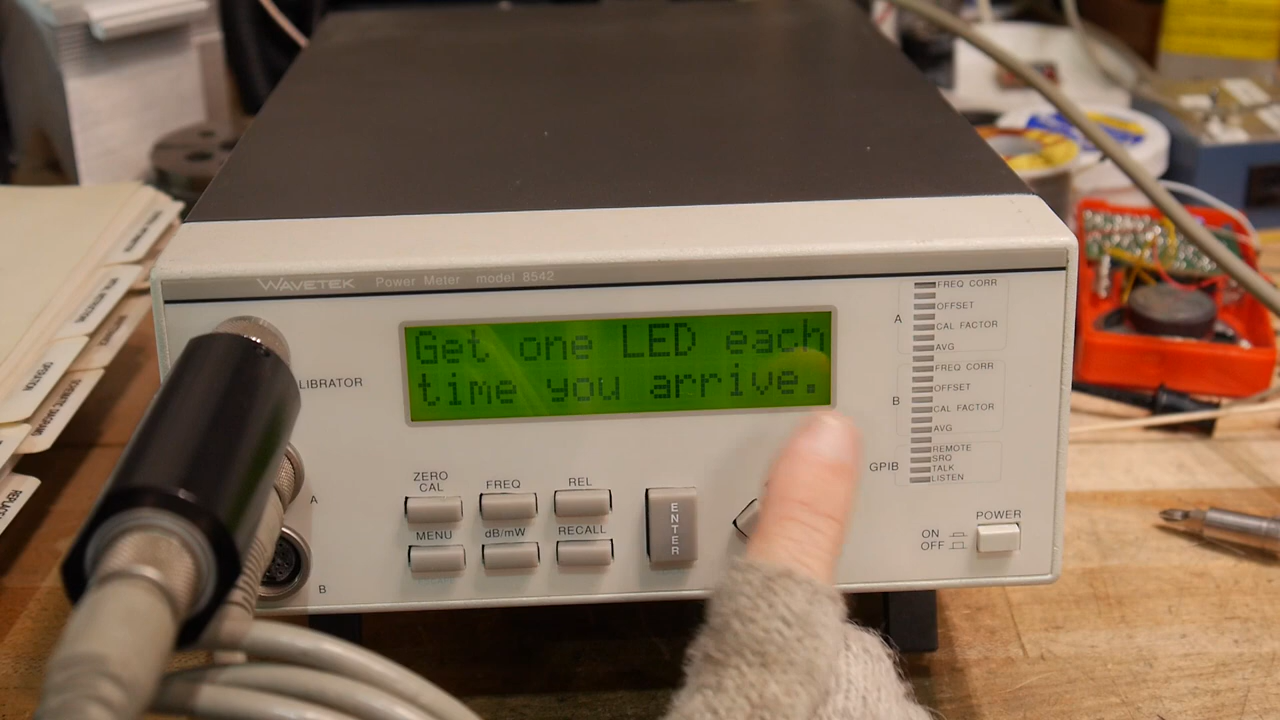 WAVETEK Power Meter model 8542
Get one LED each
time you arrive.
LIBRATOR
A
B
ZERO
CAL
FREQ
REL
MENU
dB/mW
RECALL
ENTER
A
FREQ CORR
OFFSET
CAL FACTOR
AVG
B
FREQ CORR
OFFSET
CAL FACTOR
AVG
GPIB
REMOTE
SRQ
TALK
LISTEN
POWER
ON
OFF
OPERATION